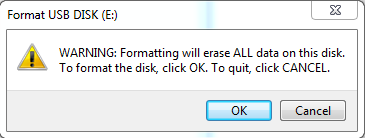 Format USB DISK (E:)
WARNING: Formatting will erase ALL data on this disk.
To format the disk, click OK. To quit, click CANCEL.
OK Cancel